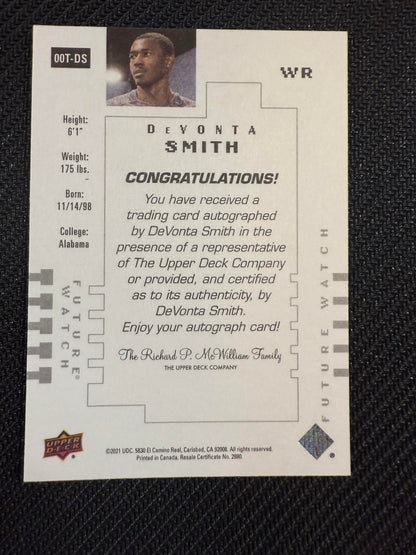 00T-DS
WR
Height:
6'1"
Weight:
175 lbs.
Born:
11/14/98
College:
Alabama
DeVONTA
SMITH
CONGRATULATIONS!
You have received a
trading card autographed
by DeVonta Smith in the
presence of a representative
of The Upper Deck Company
or provided, and certified
as to its authenticity, by
DeVonta Smith.
Enjoy your autograph card!
The Richard P. McWilliam Family
THE UPPER DECK COMPANY
FUTURE
WATCH®
FUTURE WATCH
UPPER
DECK®
©2021 UDC. 5830 El Camino Real, Carlsbad, CA 92008. All rights reserved.
Printed in Canada. Resale Certificate No. 2880.